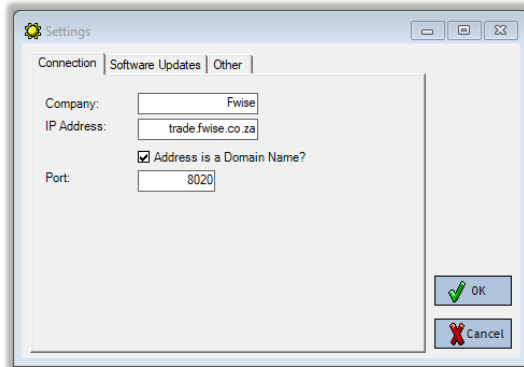 Settings
Connection Software Updates Other
Company: Fwise
IP Address: trade.fwise.co.za
Address is a Domain Name?
Port: 8020
OK
Cancel